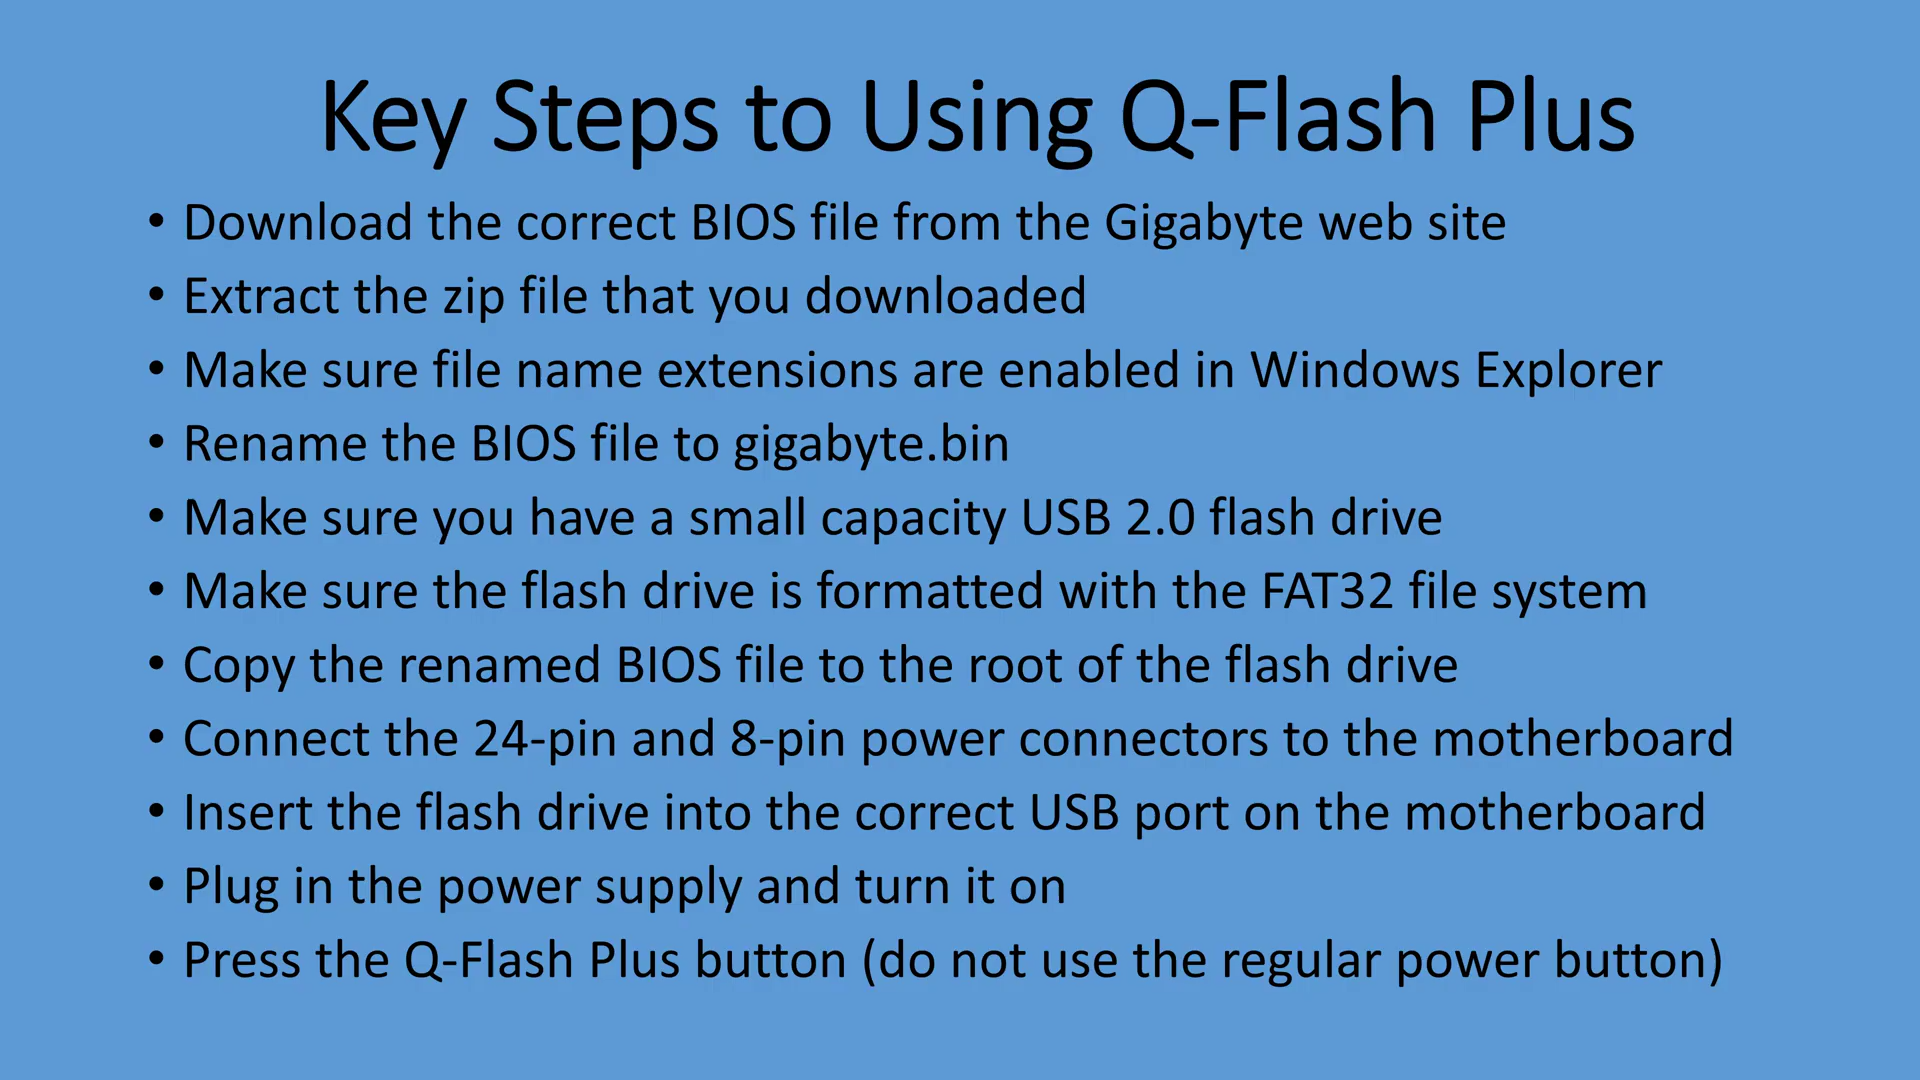 Key Steps to Using Q-Flash Plus
• Download the correct BIOS file from the Gigabyte web site
• Extract the zip file that you downloaded
• Make sure file name extensions are enabled in Windows Explorer
• Rename the BIOS file to gigabyte.bin
• Make sure you have a small capacity USB 2.0 flash drive
• Make sure the flash drive is formatted with the FAT32 file system
• Copy the renamed BIOS file to the root of the flash drive
• Connect the 24-pin and 8-pin power connectors to the motherboard
• Insert the flash drive into the correct USB port on the motherboard
• Plug in the power supply and turn it on
• Press the Q-Flash Plus button (do not use the regular power button)